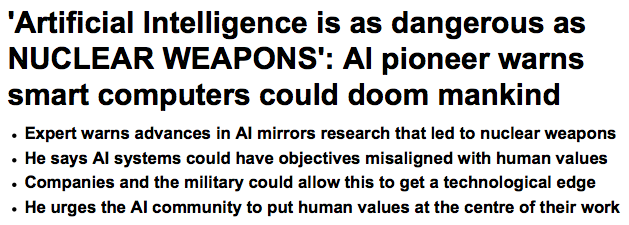 'Artificial Intelligence is as dangerous as
NUCLEAR WEAPONS': AI pioneer warns
smart computers could doom mankind
• Expert warns advances in AI mirrors research that led to nuclear weapons
• He says AI systems could have objectives misaligned with human values
• Companies and the military could allow this to get a technological edge
• He urges the AI community to put human values at the centre of their work